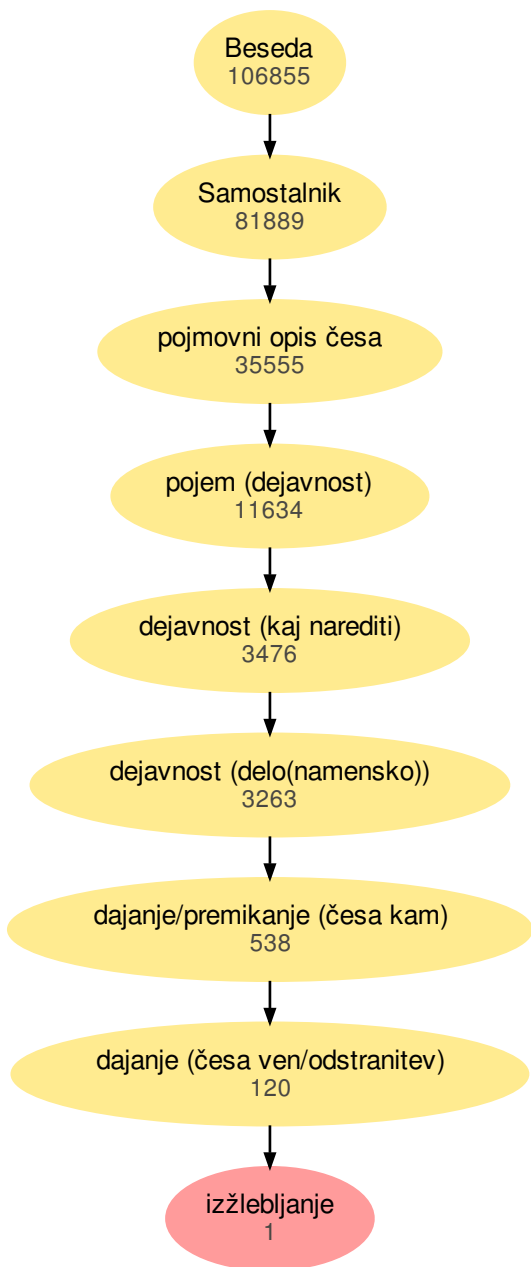 Beseda
106855
Samostalnik
81889
pojmovni opis česa
35555
pojem (dejavnost)
11634
dejavnost (kaj narediti)
3476
dejavnost (delo(namensko))
3263
dajanje/premikanje (česa kam)
538
dajanje (česa ven/odstranitev)
120
izžlebljanje
1